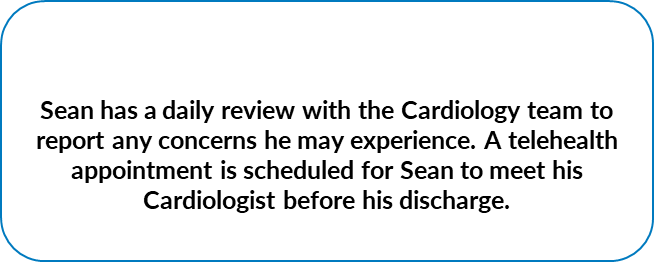 Sean has a daily review with the Cardiology team to
report any concerns he may experience. A telehealth
appointment is scheduled for Sean to meet his
Cardiologist before his discharge.